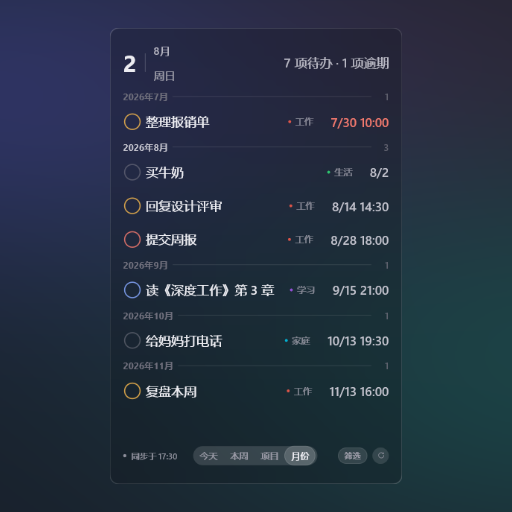 2
8月
周日
7 项待办 · 1 项逾期
2026年7月 1
整理报销单 • 工作 7/30 10:00
2026年8月 3
买牛奶 • 生活 8/2
回复设计评审 • 工作 8/14 14:30
提交周报 • 工作 8/28 18:00
2026年9月 1
读《深度工作》第 3 章 • 学习 9/15 21:00
2026年10月 1
给妈妈打电话 • 家庭 10/13 19:30
2026年11月 1
复盘本周 • 工作 11/13 16:00
• 同步于 17:30 今天 本周 项目 月份 筛选